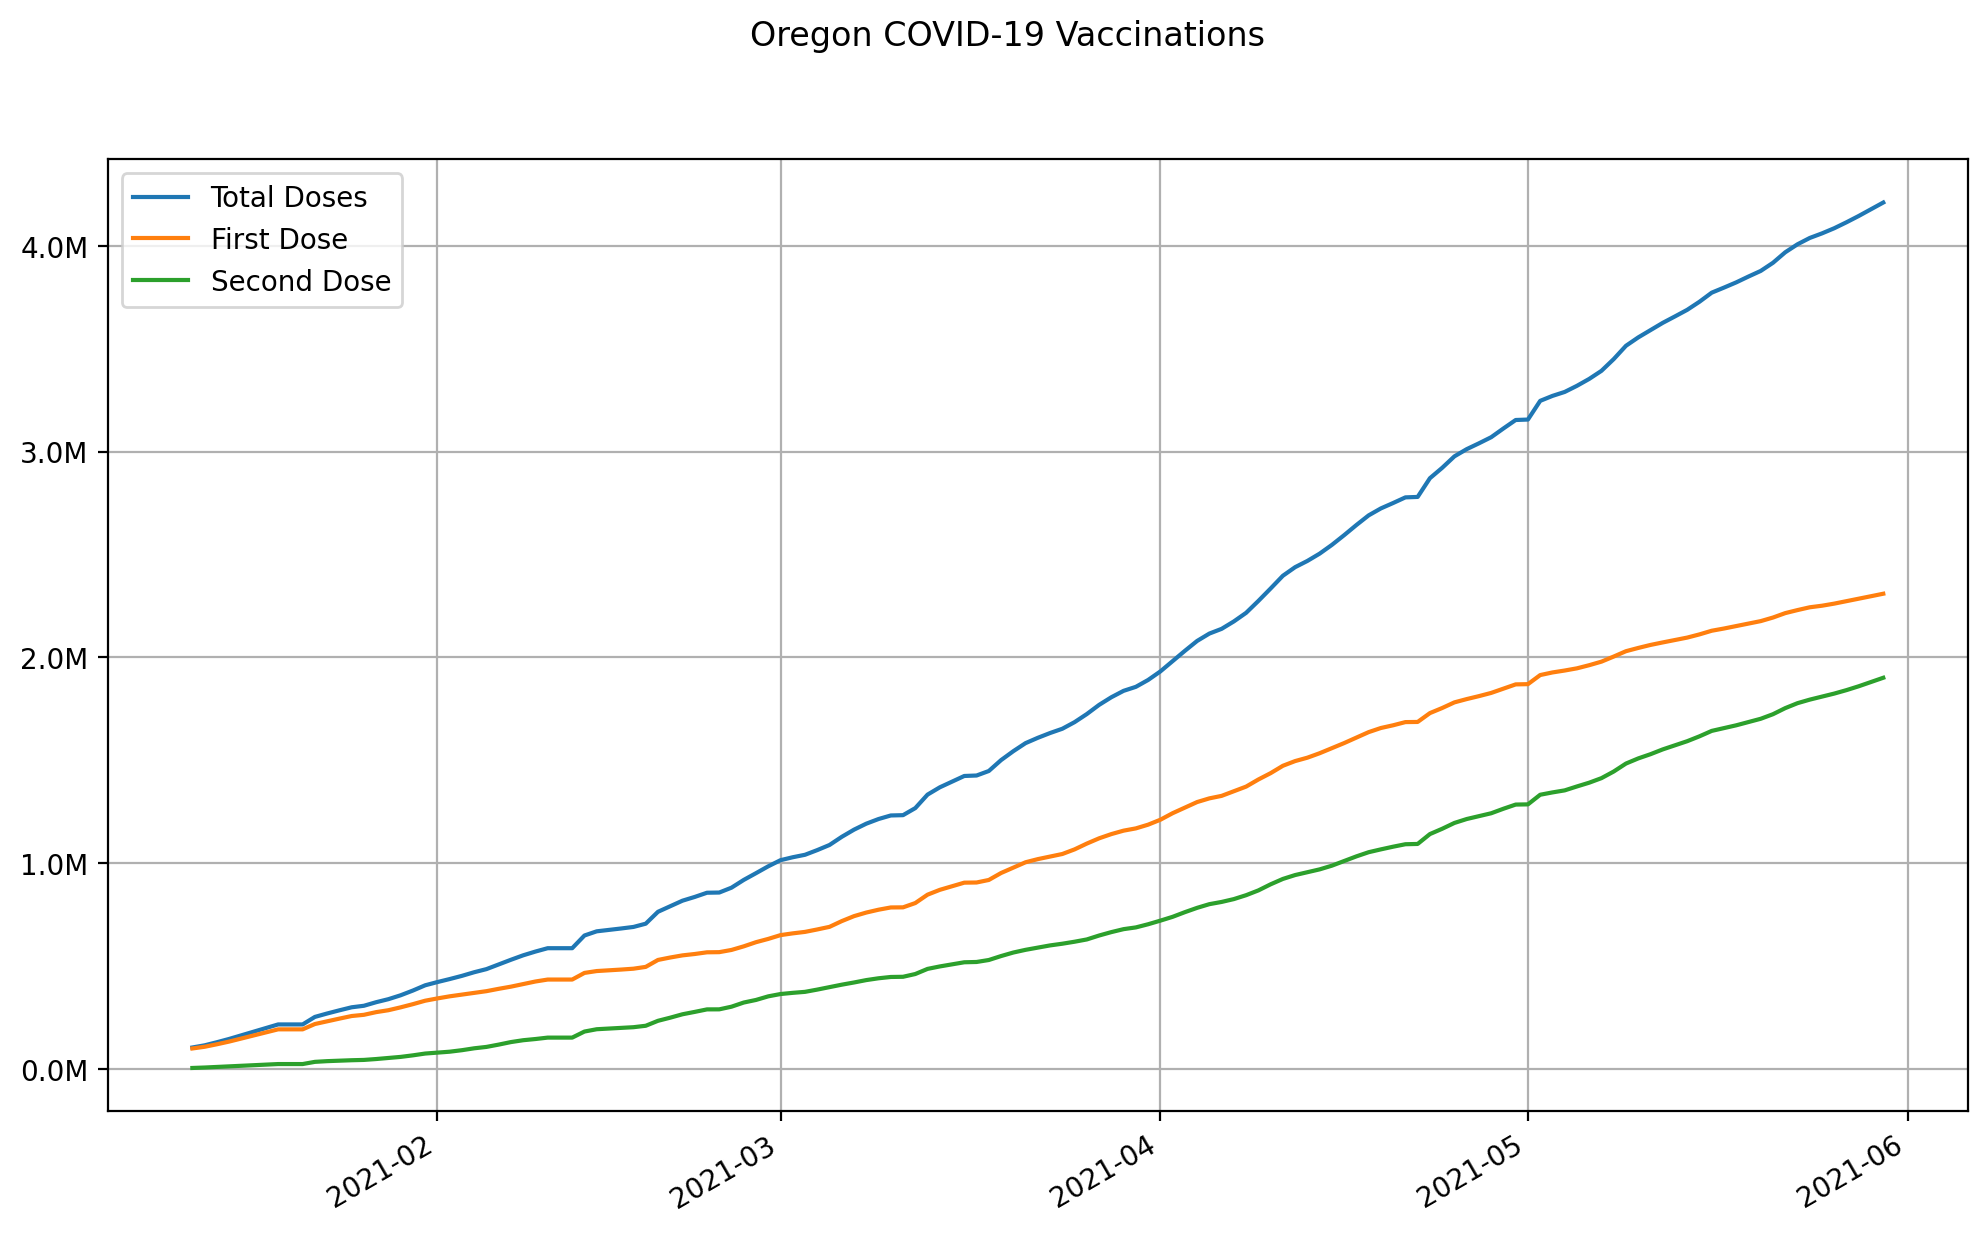 Oregon COVID-19 Vaccinations
Total Doses
First Dose
Second Dose
4.0M
3.0M
2.0M
1.0M
0.0M
2021-02
2021-03
2021-04
2021-05
2021-06